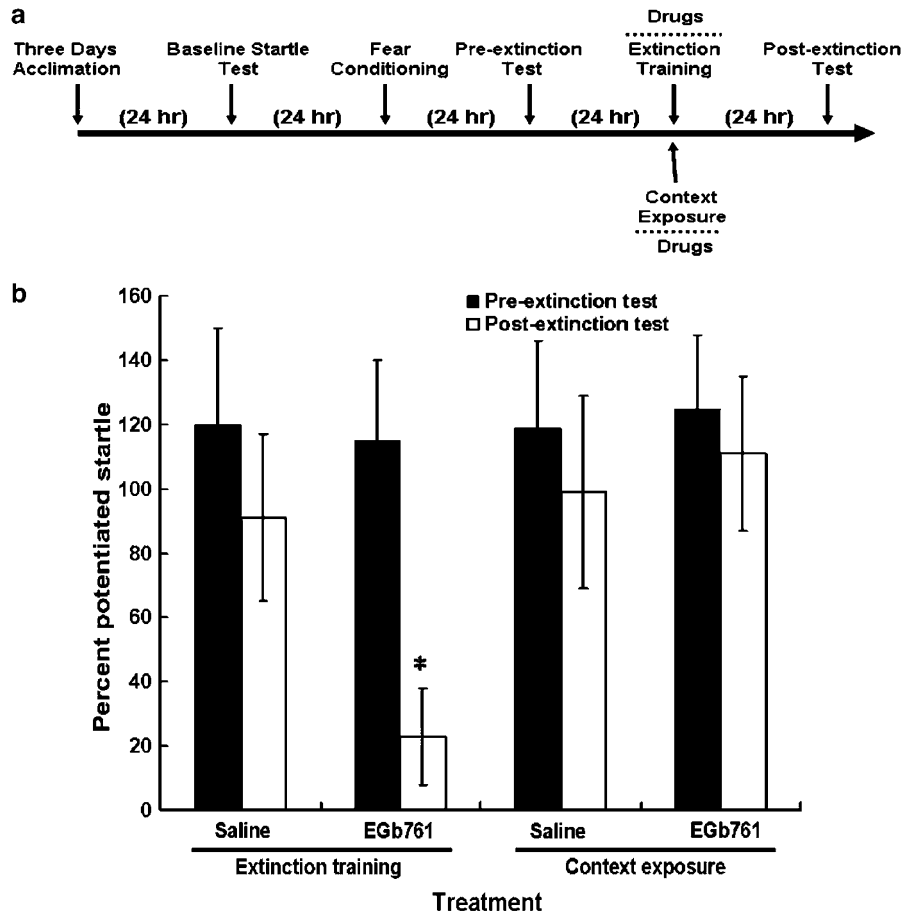 a
Drugs
Three Days Acclimation
Baseline Startle Test
Fear Conditioning
Pre-extinction Test
Extinction Training
Post-extinction Test
(24 hr)
(24 hr)
(24 hr)
(24 hr)
(24 hr)
Context
Exposure
Drugs
b
Percent potentiated startle
160
140
120
100
80
60
40
20
0
Pre-extinction test
Post-extinction test
‡
Saline
EGb761
Saline
EGb761
Extinction training
Context exposure
Treatment